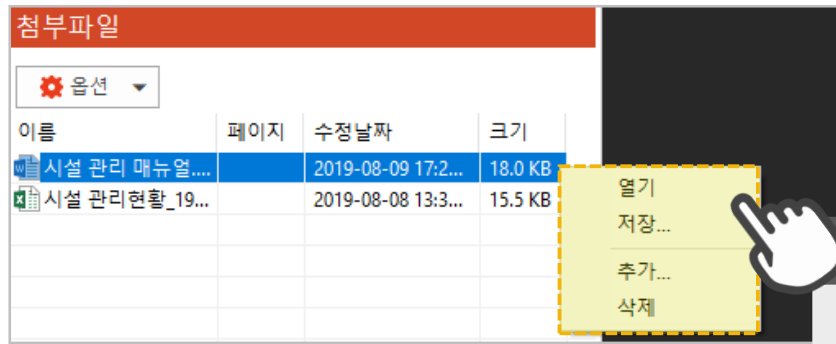 첨부파일
옵션
이름 페이지 수정날짜 크기
시설 관리 매뉴얼.... 2019-08-09 17:2... 18.0 KB
시설 관리현황_19... 2019-08-08 13:3... 15.5 KB
열기
저장...
추가...
삭제